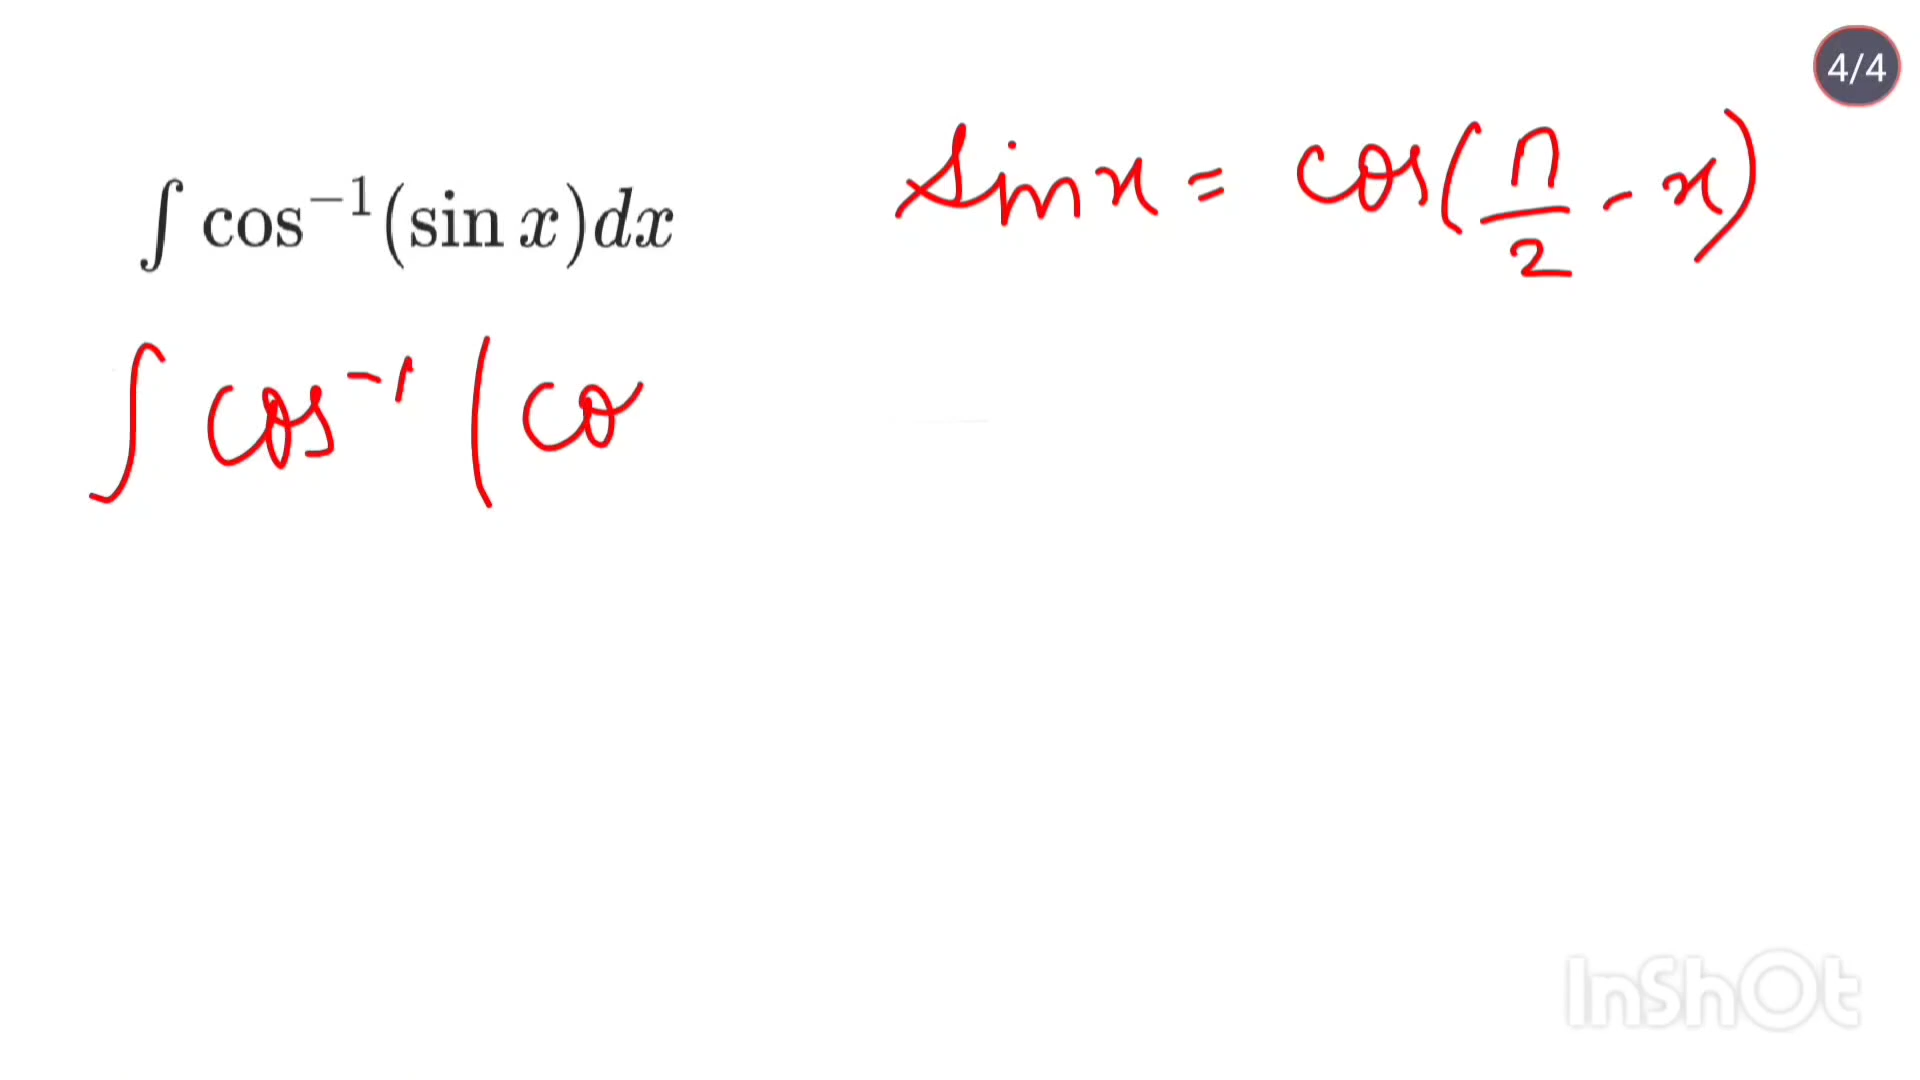 4/4
∫ cos⁻¹(sin x)dx
sin x = cos(π/2 - x)
∫ cos⁻¹ (co
InShOt